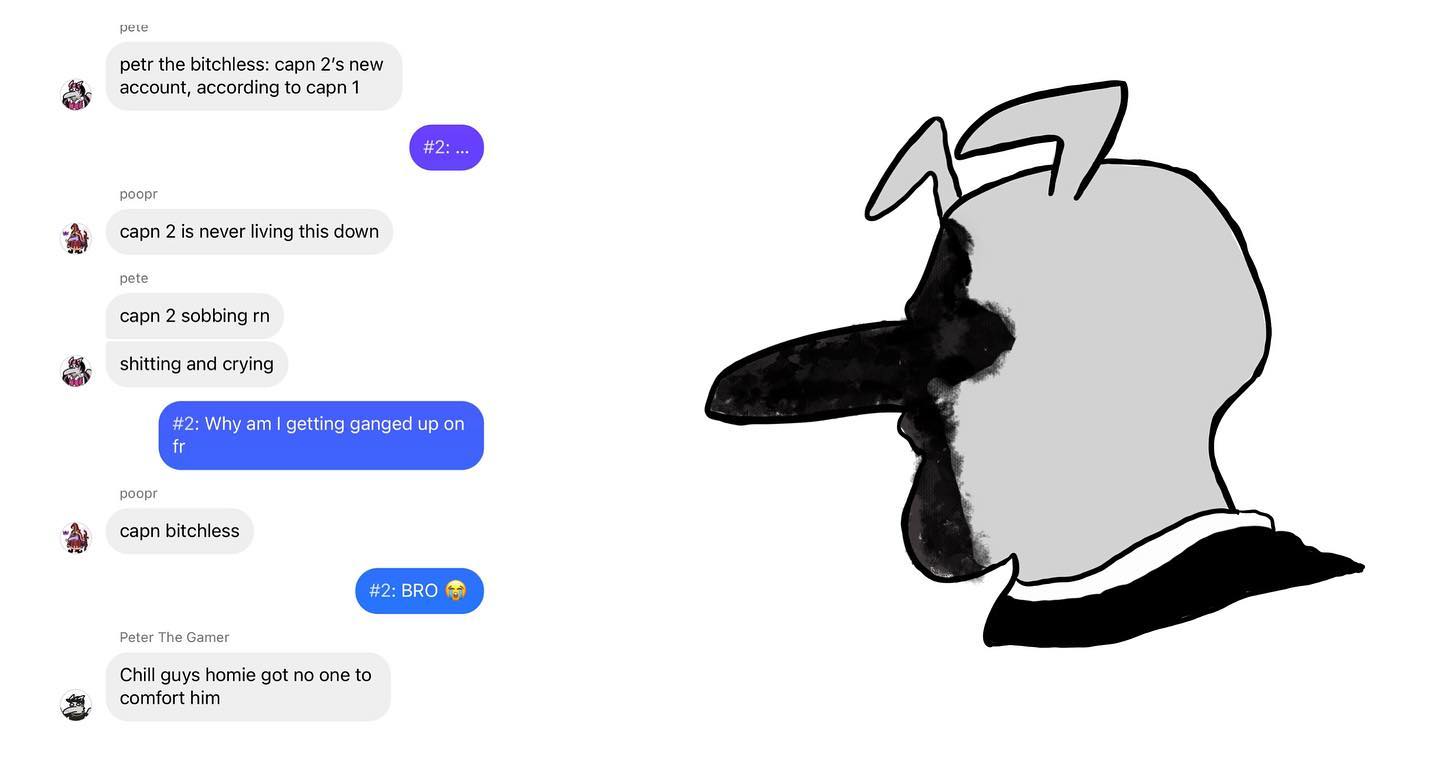 pete
petr the bitchless: capn 2’s new
account, according to capn 1
#2: ...
poopr
capn 2 is never living this down
pete
capn 2 sobbing rn
shitting and crying
#2: Why am I getting ganged up on
fr
poopr
capn bitchless
#2: BRO 😭
Peter The Gamer
Chill guys homie got no one to
comfort him